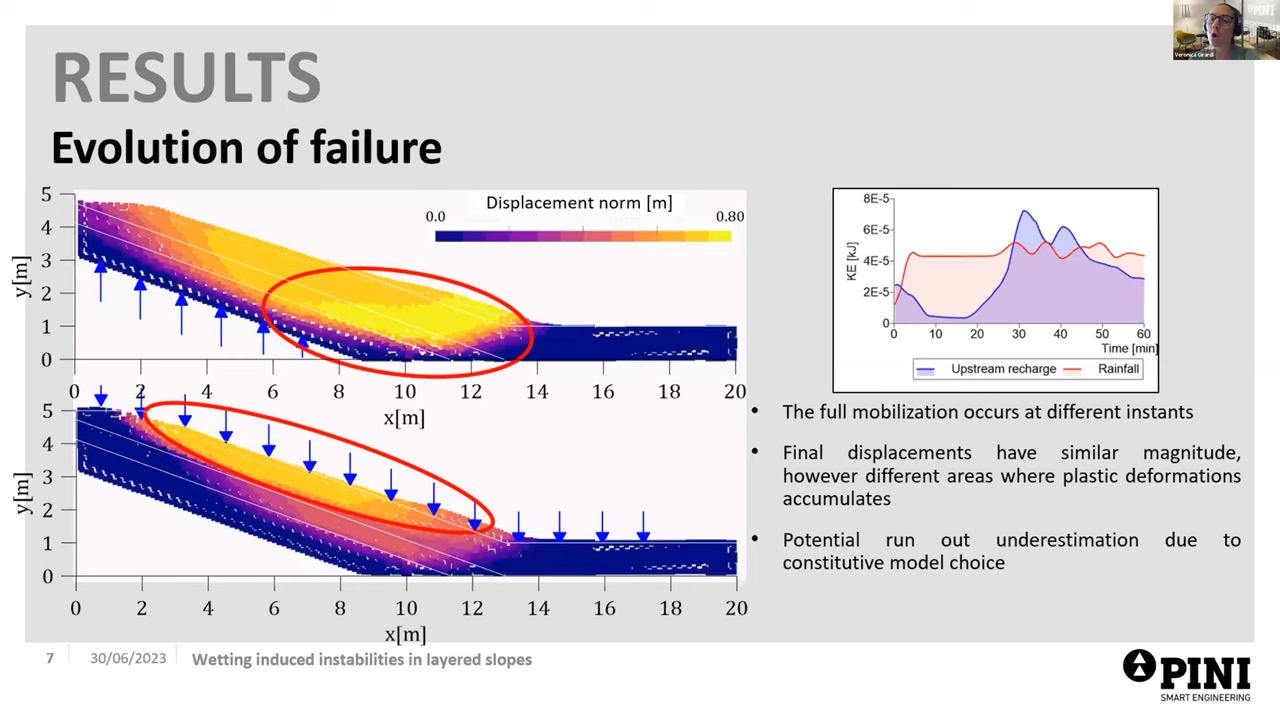 PINI
Veronica Girardi
RESULTS
Evolution of failure
Displacement norm [m]
0.0 0.80
5
4
3
2
1
0
y[m]
0 2 4 6 8 10 12 14 16 18 20
x[m]
5
4
3
2
1
0
y[m]
0 2 4 6 8 10 12 14 16 18 20
x[m]
8E-5
6E-5
4E-5
2E-5
0
KE [kJ]
0 10 20 30 40 50 60
Time [min]
Upstream recharge Rainfall
• The full mobilization occurs at different instants
• Final displacements have similar magnitude,
however different areas where plastic deformations
accumulates
• Potential run out underestimation due to
constitutive model choice
7 30/06/2023 Wetting induced instabilities in layered slopes
PINI
SMART ENGINEERING